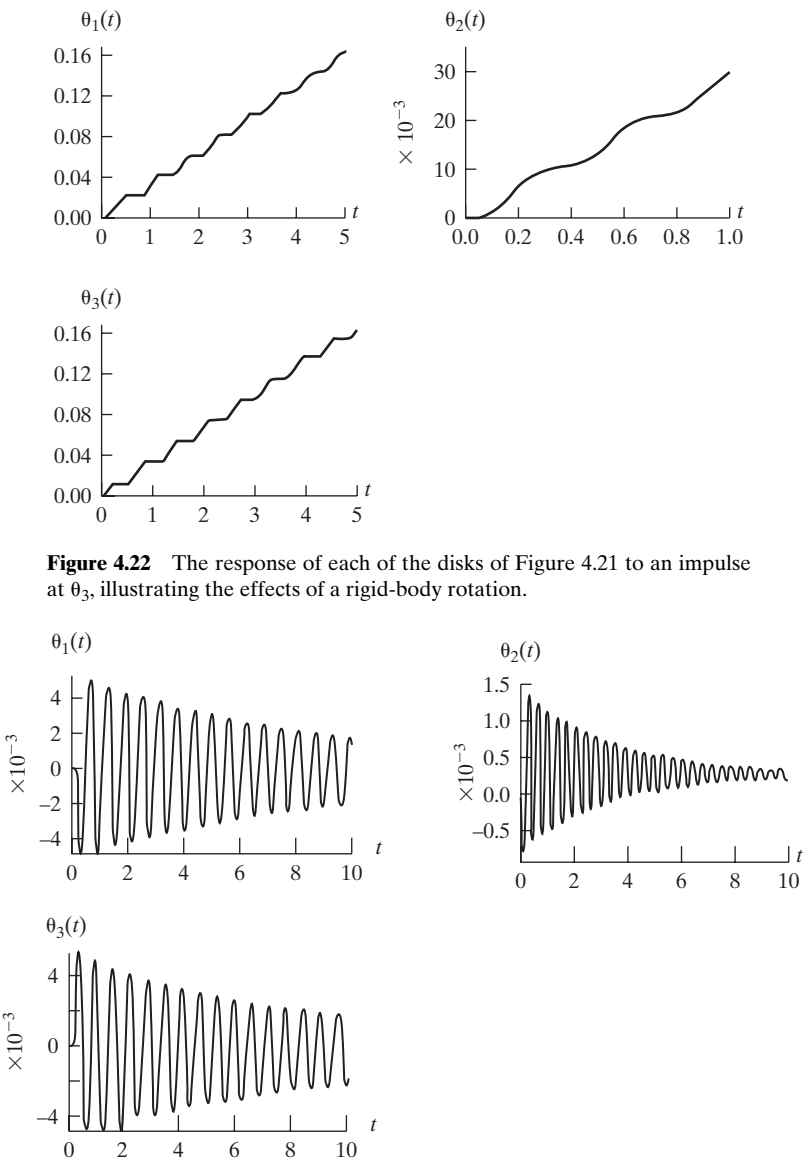 θ₁(t)
0.16
0.12
0.08
0.04
0.00
0 1 2 3 4 5
t
θ₂(t)
× 10⁻³
30
20
10
0
0.0 0.2 0.4 0.6 0.8 1.0
t
θ₃(t)
0.16
0.12
0.08
0.04
0.00
0 1 2 3 4 5
t
Figure 4.22 The response of each of the disks of Figure 4.21 to an impulse
at θ₃, illustrating the effects of a rigid-body rotation.
θ₁(t)
×10⁻³
4
2
0
−2
−4
0 2 4 6 8 10
t
θ₂(t)
×10⁻³
1.5
1.0
0.5
0.0
−0.5
0 2 4 6 8 10
t
θ₃(t)
×10⁻³
4
0
−4
0 2 4 6 8 10
t